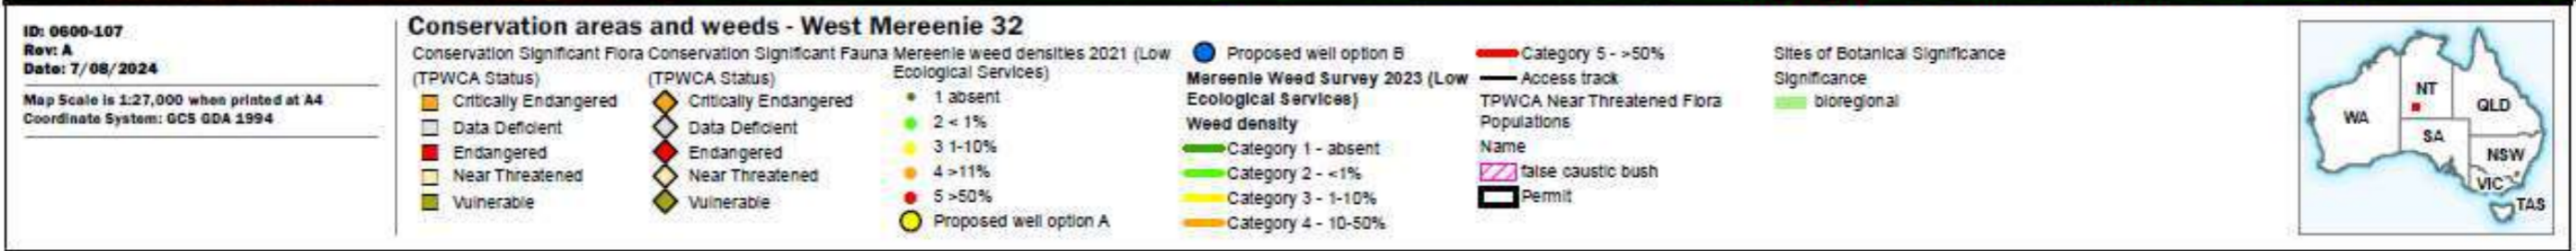 ID: 0600-107
Rev: A
Date: 7/08/2024
Map Scale is 1:27,000 when printed at A4
Coordinate System: GCS GDA 1994
Conservation areas and weeds - West Mereenie 32
Conservation Significant Flora
(TPWCA Status)
Critically Endangered
Data Deficient
Endangered
Near Threatened
Vulnerable
Conservation Significant Fauna
(TPWCA Status)
Critically Endangered
Data Deficient
Endangered
Near Threatened
Vulnerable
Mereenie weed densities 2021 (Low
Ecological Services)
1 absent
2 < 1%
3 1-10%
4 >11%
5 >50%
Proposed well option A
Proposed well option B
Mereenie Weed Survey 2023 (Low
Ecological Services)
Weed density
Category 1 - absent
Category 2 - <1%
Category 3 - 1-10%
Category 4 - 10-50%
Category 5 - >50%
Access track
TPWCA Near Threatened Flora
Populations
Name
false caustic bush
Permit
Sites of Botanical Significance
Significance
bioregional
WA
NT
QLD
SA
NSW
VIC
TAS